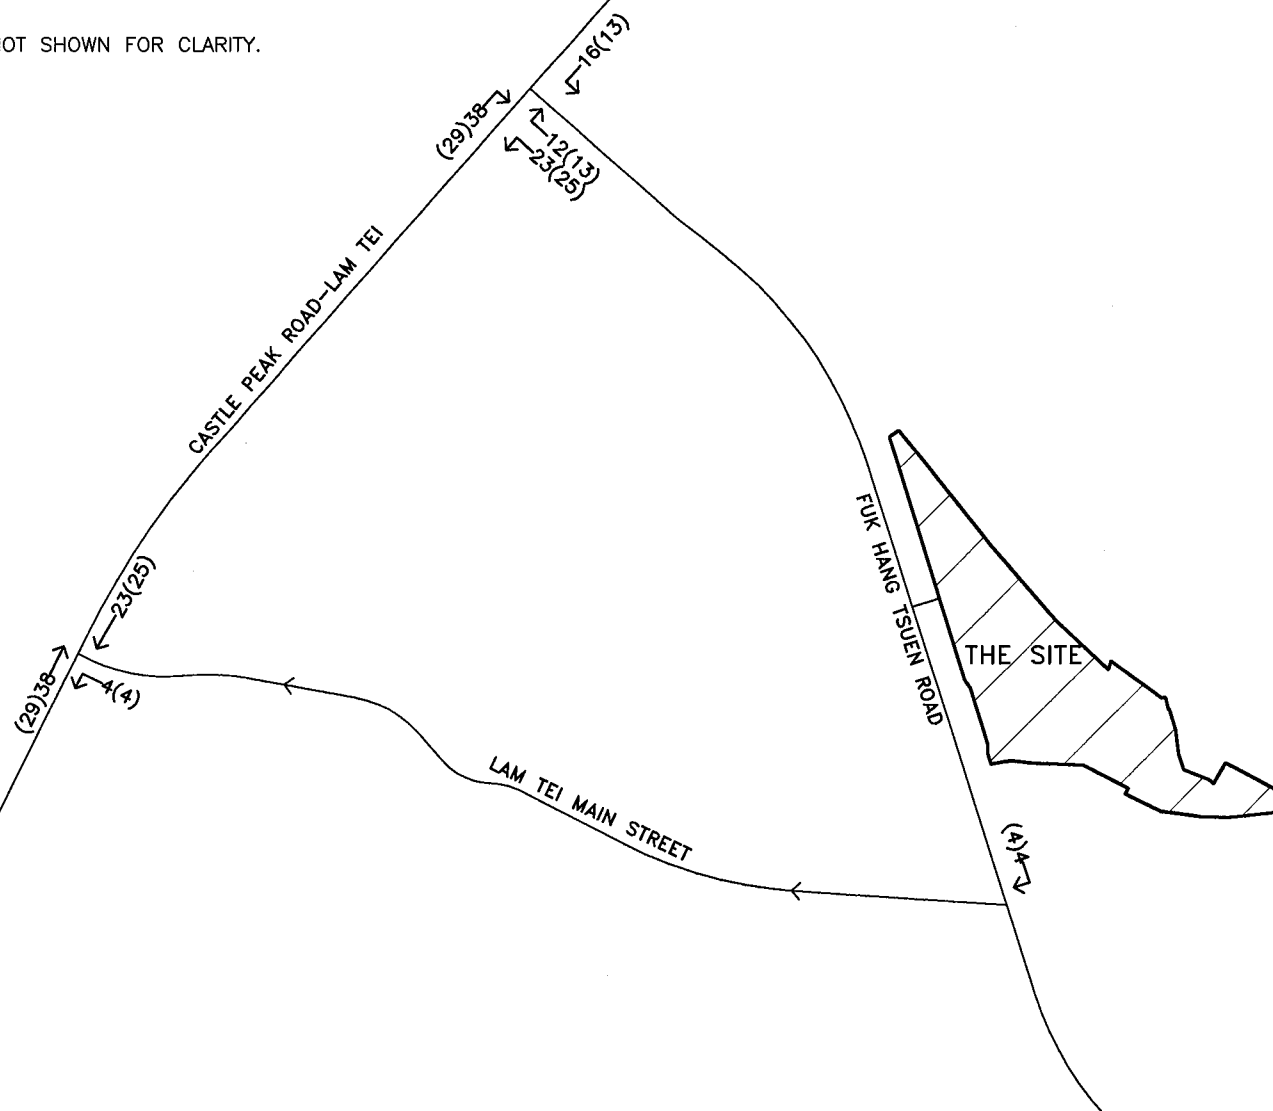 OT SHOWN FOR CLARITY.
16(13)
(29)38
12(13)
23(25)
CASTLE PEAK ROAD-LAM TEI
FUK HANG TSUEN ROAD
THE SITE
23(25)
(29)38
4(4)
LAM TEI MAIN STREET
(4)4